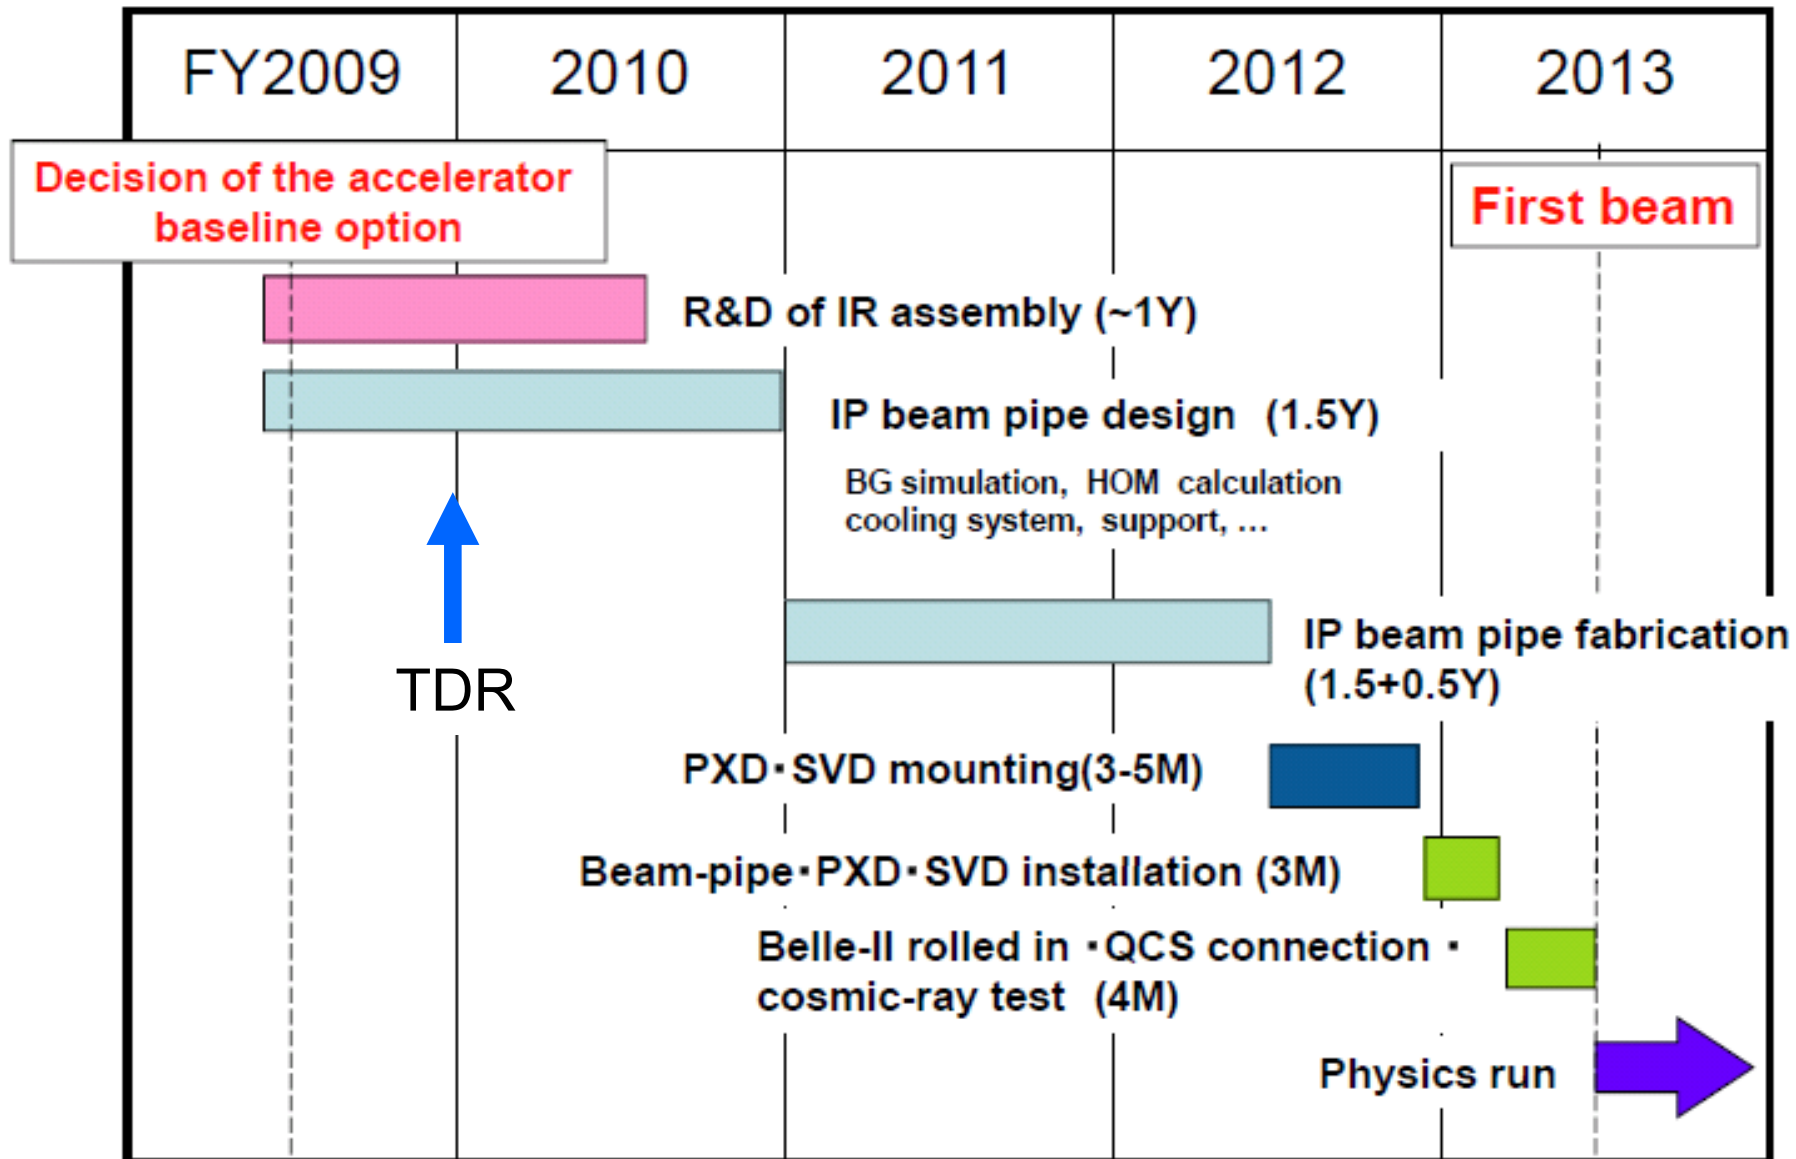 FY2009 2010 2011 2012 2013
Decision of the accelerator
baseline option
First beam
R&D of IR assembly (~1Y)
IP beam pipe design (1.5Y)
BG simulation, HOM calculation
cooling system, support, ...
TDR
IP beam pipe fabrication
(1.5+0.5Y)
PXD・SVD mounting(3-5M)
Beam-pipe・PXD・SVD installation (3M)
Belle-II rolled in ・QCS connection ・
cosmic-ray test (4M)
Physics run